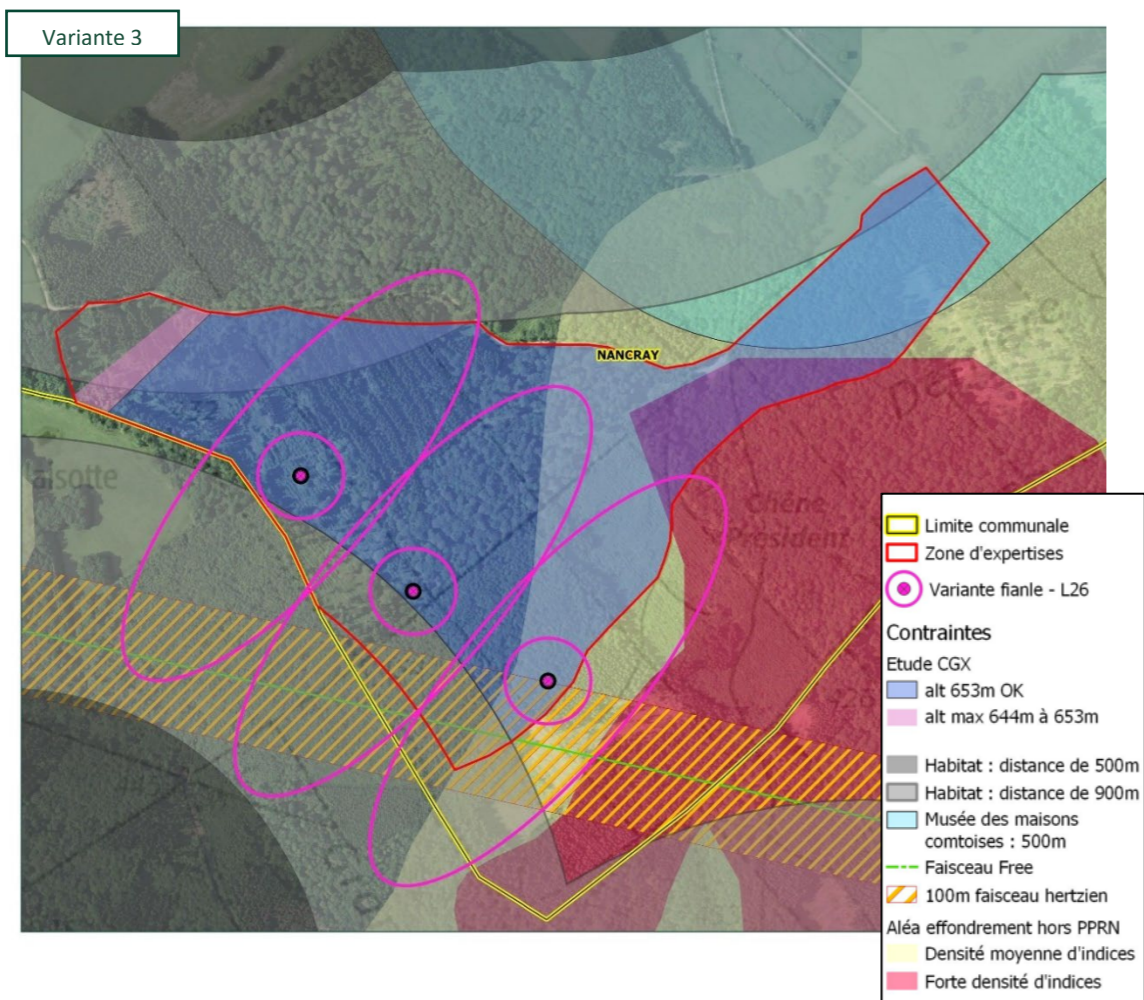 Variante 3
NANCRAY
Chêne
Président
Limite communale
Zone d'expertises
Variante fianle - L26
Contraintes
Etude CGX
alt 653m OK
alt max 644m à 653m
Habitat : distance de 500m
Habitat : distance de 900m
Musée des maisons
comtoises : 500m
Faisceau Free
100m faisceau hertzien
Aléa effondrement hors PPRN
Densité moyenne d'indices
Forte densité d'indices